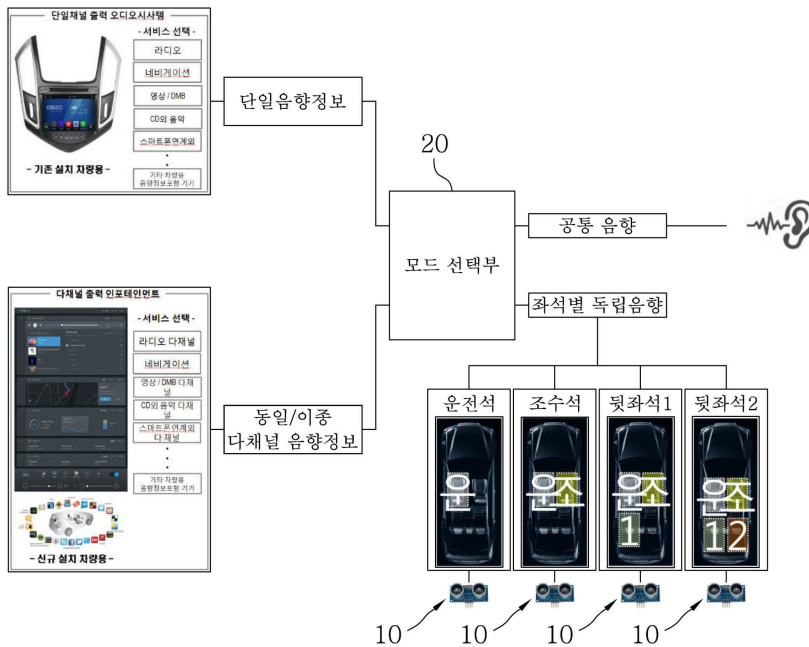 단일채널 출력 오디오시스템
- 서비스 선택 -
라디오
네비게이션
영상 / DMB
CD외 음악
스마트폰연계외
기타 차량용
음향정보포함 기기
- 기존 설치 차량용 -
단일음향정보
20
모드 선택부
공통 음향
좌석별 독립음향
다채널 출력 인포테인먼트
- 서비스 선택 -
라디오 다채널
네비게이션
영상 / DMB 다채
널
CD외 음악 다채
널
스마트폰연계외
다채널
기타 차량용
음향정보포함 기기
- 신규 설치 차량용 -
동일/이종
다채널 음향정보
운전석
조수석
뒷좌석1
뒷좌석2
운
운조
운조
1
운조
12
10
10
10
10